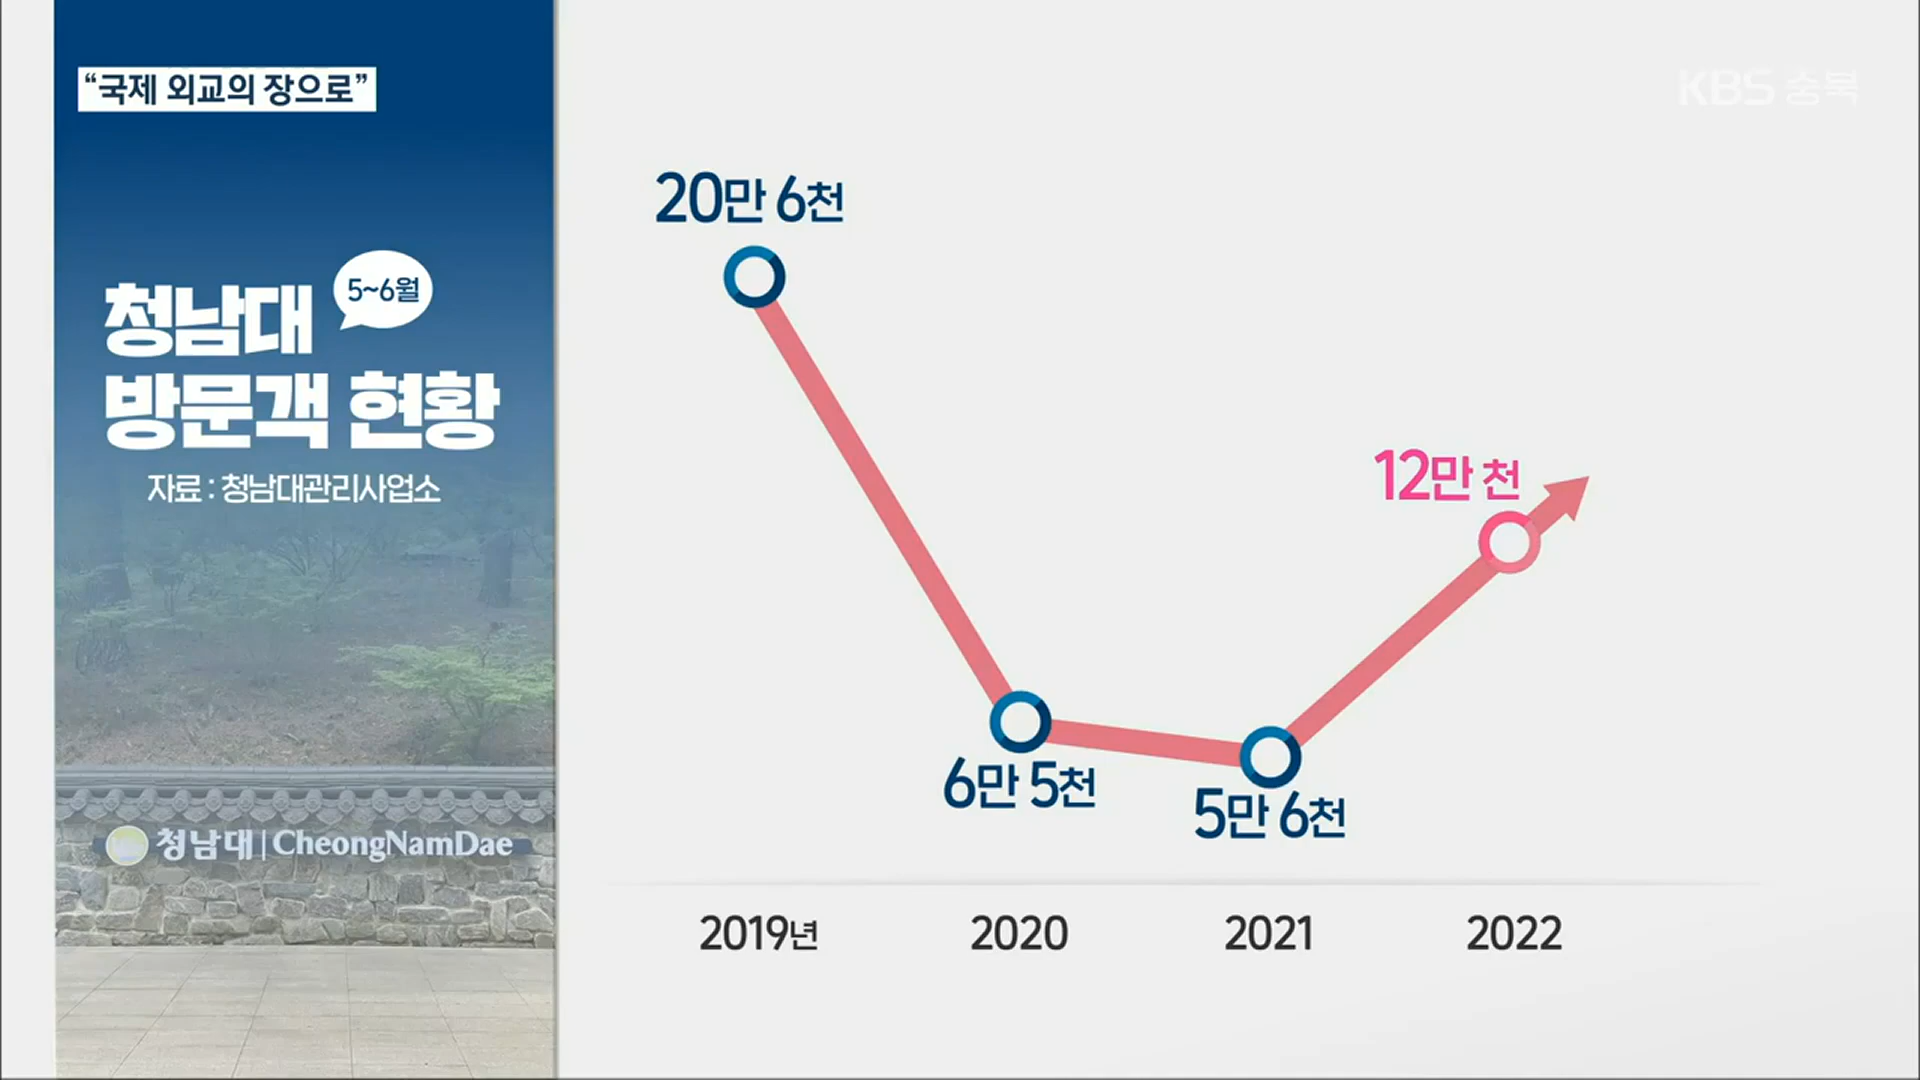 “국제 외교의 장으로”
KBS 충북
청남대
5~6월
방문객 현황
자료 : 청남대관리사업소
청남대 | CheongNamDae
20만 6천
6만 5천
5만 6천
12만 천
2019년 2020 2021 2022